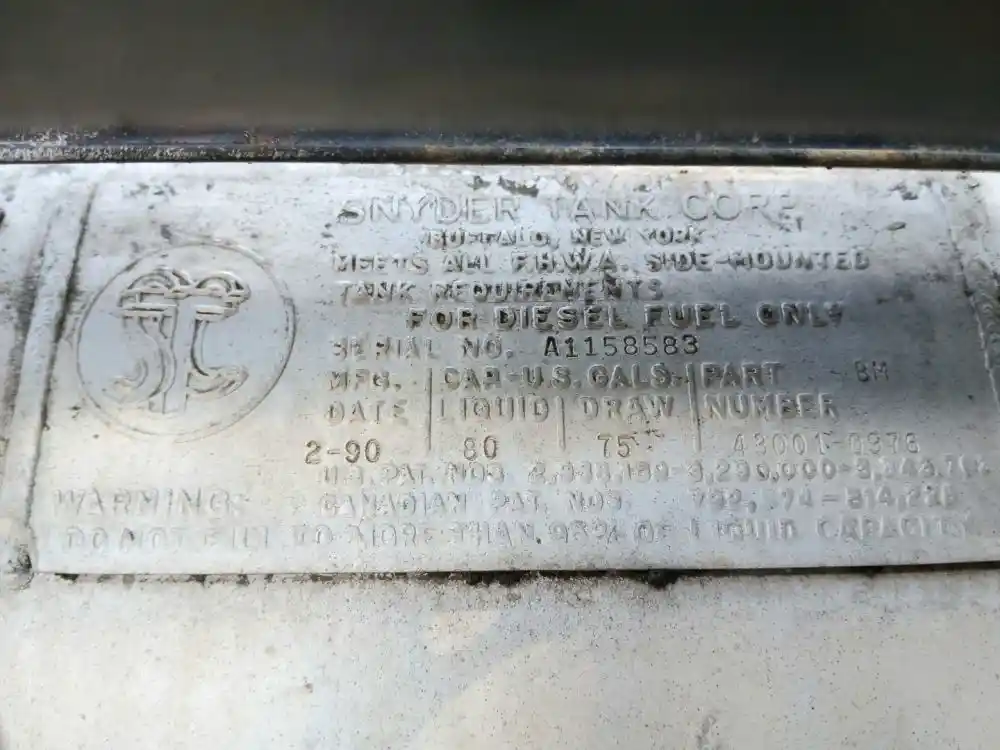 SNYDER TANK CORP.
BUFFALO, NEW YORK
MEETS ALL F.H.W.A. SIDE-MOUNTED
TANK REQUIREMENTS
FOR DIESEL FUEL ONLY
SERIAL NO. A1158583
MFG. CAP-U.S. GALS. PART BM
DATE LIQUID DRAW NUMBER
2-90 80 75
U.S. PAT. NOS
WARNING: CANADIAN PAT. NOS.
DO NOT FILL TO MORE THAN 95% OF LIQUID CAPACITY